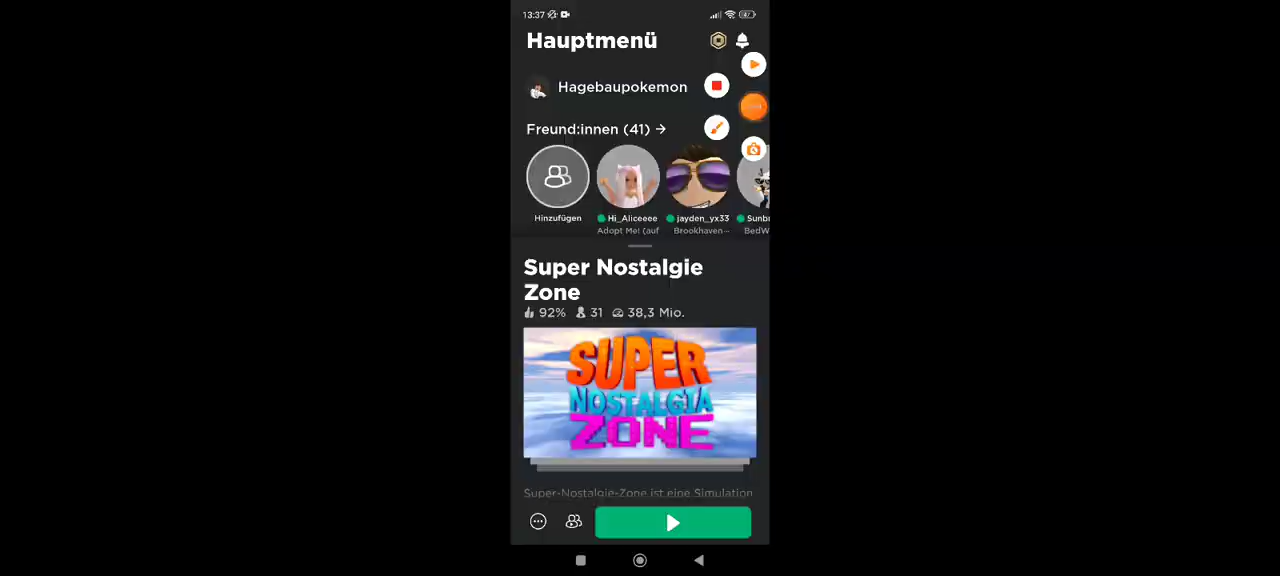 13:37
Hauptmenü
Hagebaupokemon
Freund:innen (41) →
Hinzufügen
Hi_Aliceeee
jayden_yx33
Sunbr
Adopt Me! (auf
Brookhaven...
BedW
Super Nostalgie
Zone
92% 31 38,3 Mio.
SUPER
NOSTALGIA
ZONE
Super-Nostalgie-Zone ist eine Simulation